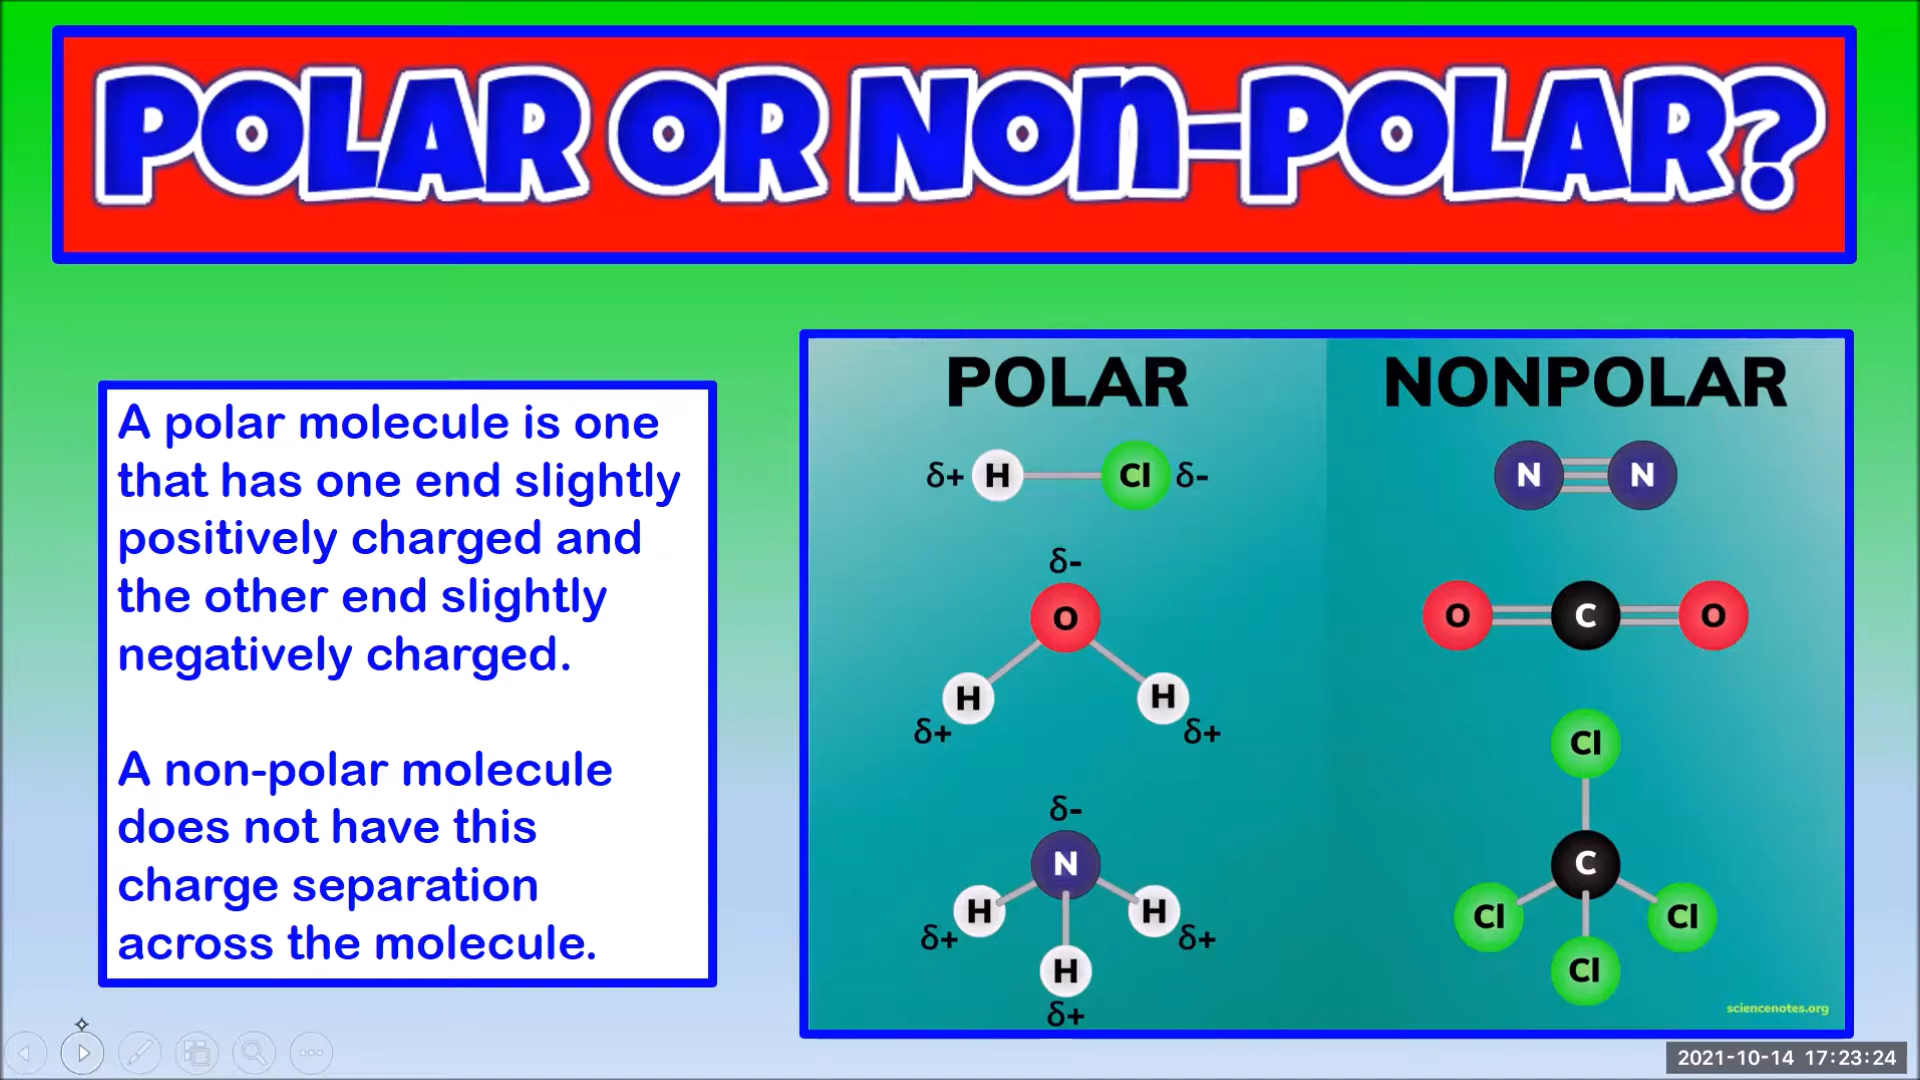 POLAR OR NON-POLAR?
A polar molecule is one
that has one end slightly
positively charged and
the other end slightly
negatively charged.
A non-polar molecule
does not have this
charge separation
across the molecule.
POLAR
δ+ H Cl δ-
δ-
O
H H
δ+ δ+
δ-
N
H H
δ+ δ+
H
δ+
NONPOLAR
N N
O C O
Cl
C
Cl Cl
Cl
sciencenotes.org
2021-10-14 17:23:24